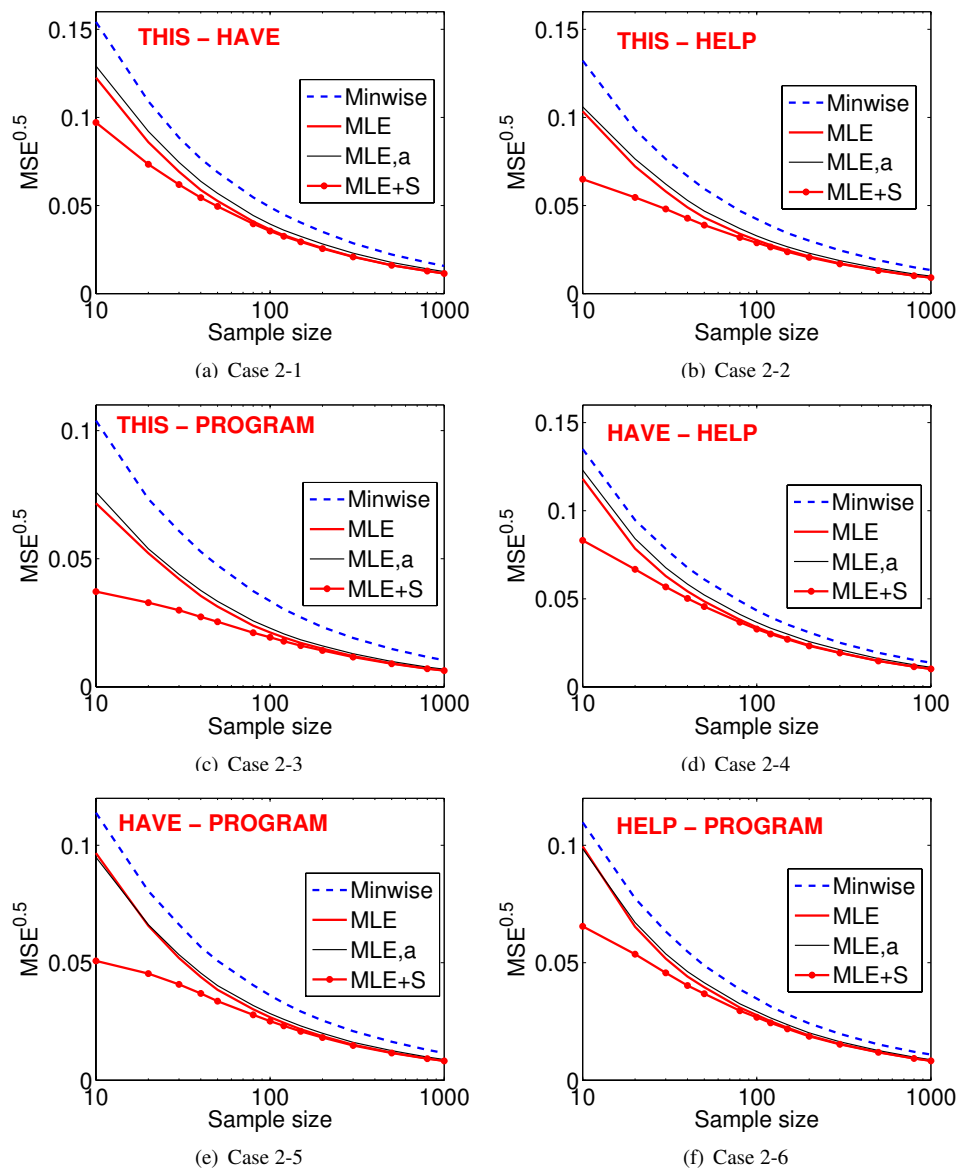 THIS – HAVE
0.15
0.1
0.05
0
MSE^0.5
Minwise
MLE
MLE,a
MLE+S
10 100 1000
Sample size
(a) Case 2-1
THIS – HELP
0.15
0.1
0.05
0
MSE^0.5
Minwise
MLE
MLE,a
MLE+S
10 100 1000
Sample size
(b) Case 2-2
THIS – PROGRAM
0.1
0.05
0
MSE^0.5
Minwise
MLE
MLE,a
MLE+S
10 100 1000
Sample size
(c) Case 2-3
HAVE – HELP
0.15
0.1
0.05
0
MSE^0.5
Minwise
MLE
MLE,a
MLE+S
10 100 100
Sample size
(d) Case 2-4
HAVE – PROGRAM
0.1
0.05
0
MSE^0.5
Minwise
MLE
MLE,a
MLE+S
10 100 1000
Sample size
(e) Case 2-5
HELP – PROGRAM
0.1
0.05
0
MSE^0.5
Minwise
MLE
MLE,a
MLE+S
10 100 1000
Sample size
(f) Case 2-6